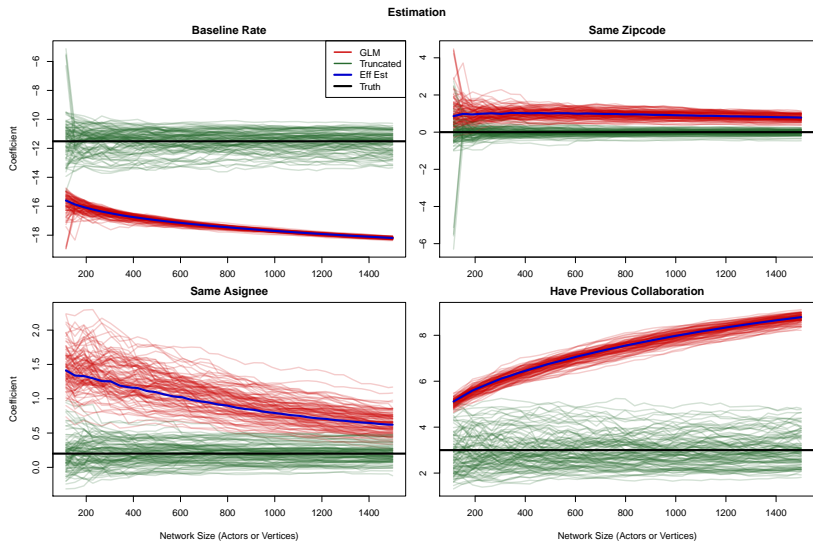 Estimation
Baseline Rate
GLM
Truncated
Eff Est
Truth
Coefficient
-6
-8
-10
-12
-14
-16
-18
200 400 600 800 1000 1200 1400
Same Zipcode
4
2
0
-2
-4
-6
200 400 600 800 1000 1200 1400
Same Asignee
Coefficient
2.0
1.5
1.0
0.5
0.0
200 400 600 800 1000 1200 1400
Network Size (Actors or Vertices)
Have Previous Collaboration
8
6
4
2
200 400 600 800 1000 1200 1400
Network Size (Actors or Vertices)